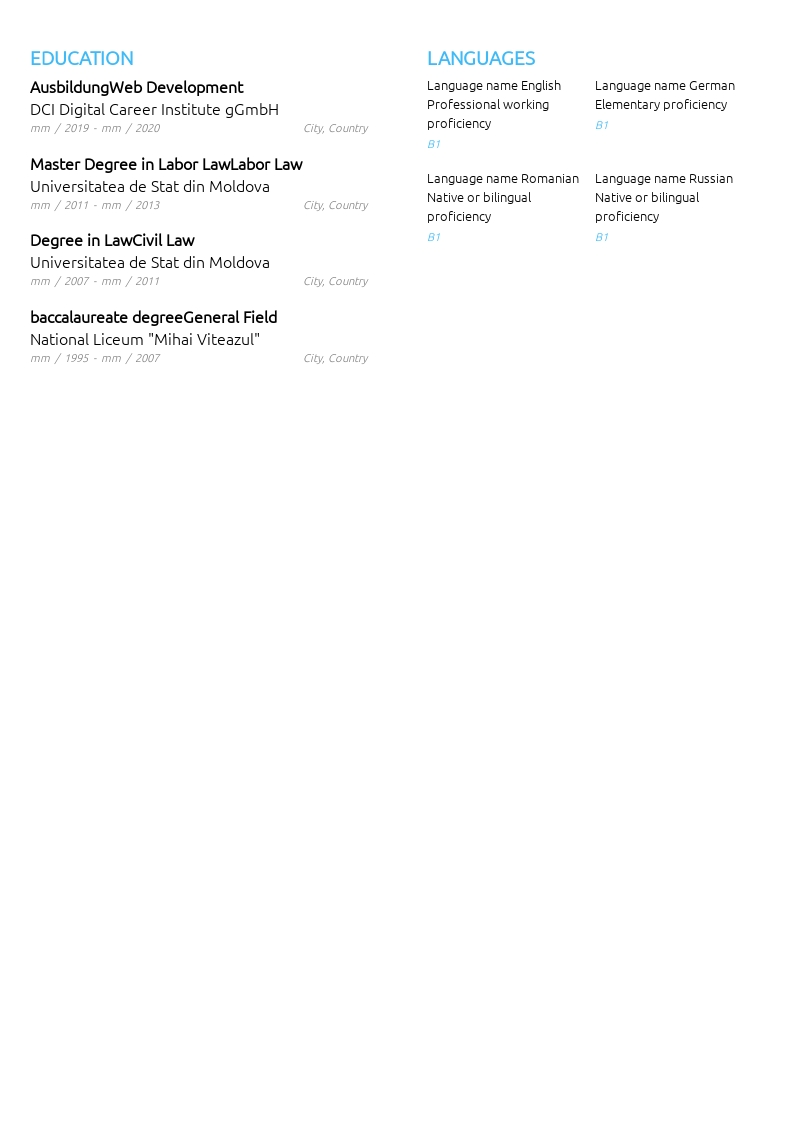 EDUCATION
AusbildungWeb Development
DCI Digital Career Institute gGmbH
mm / 2019 - mm / 2020 City, Country
Master Degree in Labor LawLabor Law
Universitatea de Stat din Moldova
mm / 2011 - mm / 2013 City, Country
Degree in LawCivil Law
Universitatea de Stat din Moldova
mm / 2007 - mm / 2011 City, Country
baccalaureate degreeGeneral Field
National Liceum "Mihai Viteazul"
mm / 1995 - mm / 2007 City, Country
LANGUAGES
Language name English
Professional working
proficiency
B1
Language name German
Elementary proficiency
B1
Language name Romanian
Native or bilingual
proficiency
B1
Language name Russian
Native or bilingual
proficiency
B1